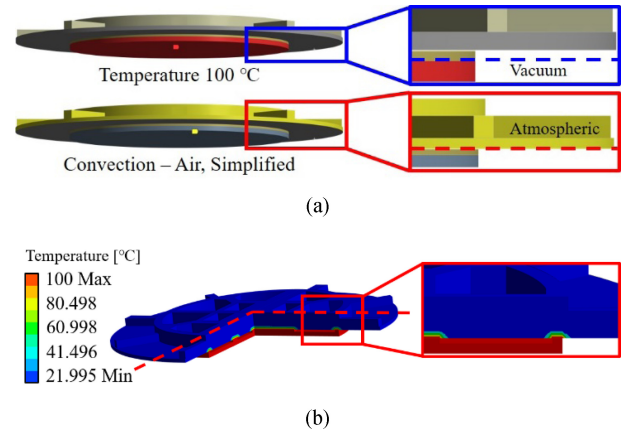 Temperature 100 °C
Vacuum
Convection – Air, Simplified
Atmospheric
(a)
Temperature [°C]
100 Max
80.498
60.998
41.496
21.995 Min
(b)